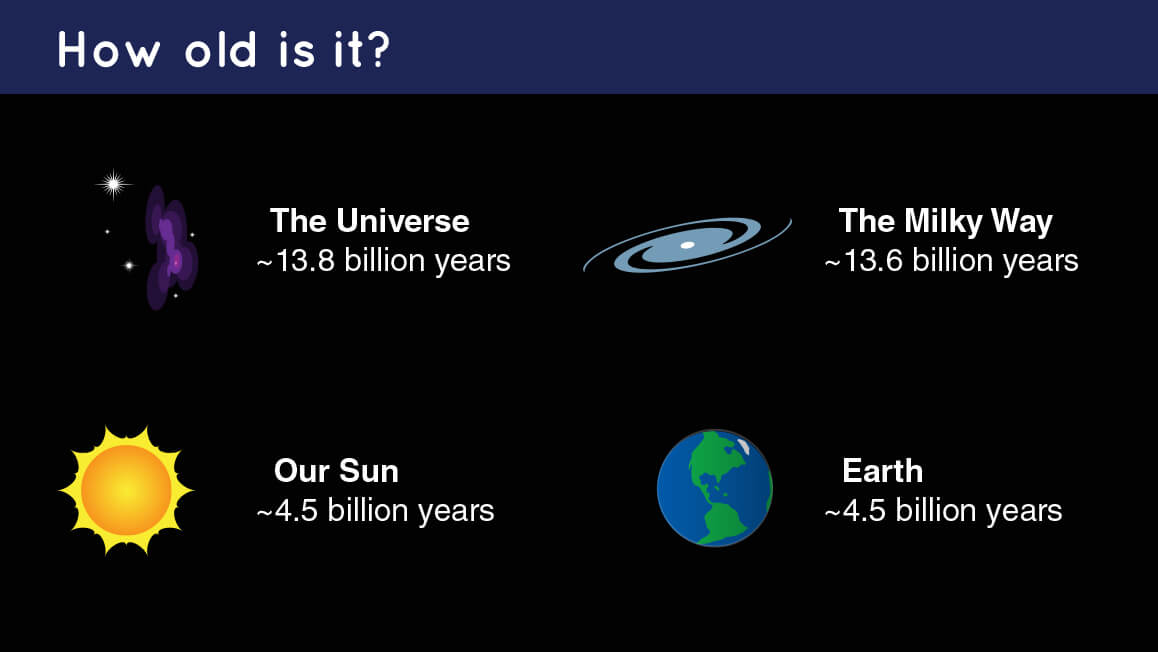 How old is it?
The Universe
~13.8 billion years
The Milky Way
~13.6 billion years
Our Sun
~4.5 billion years
Earth
~4.5 billion years